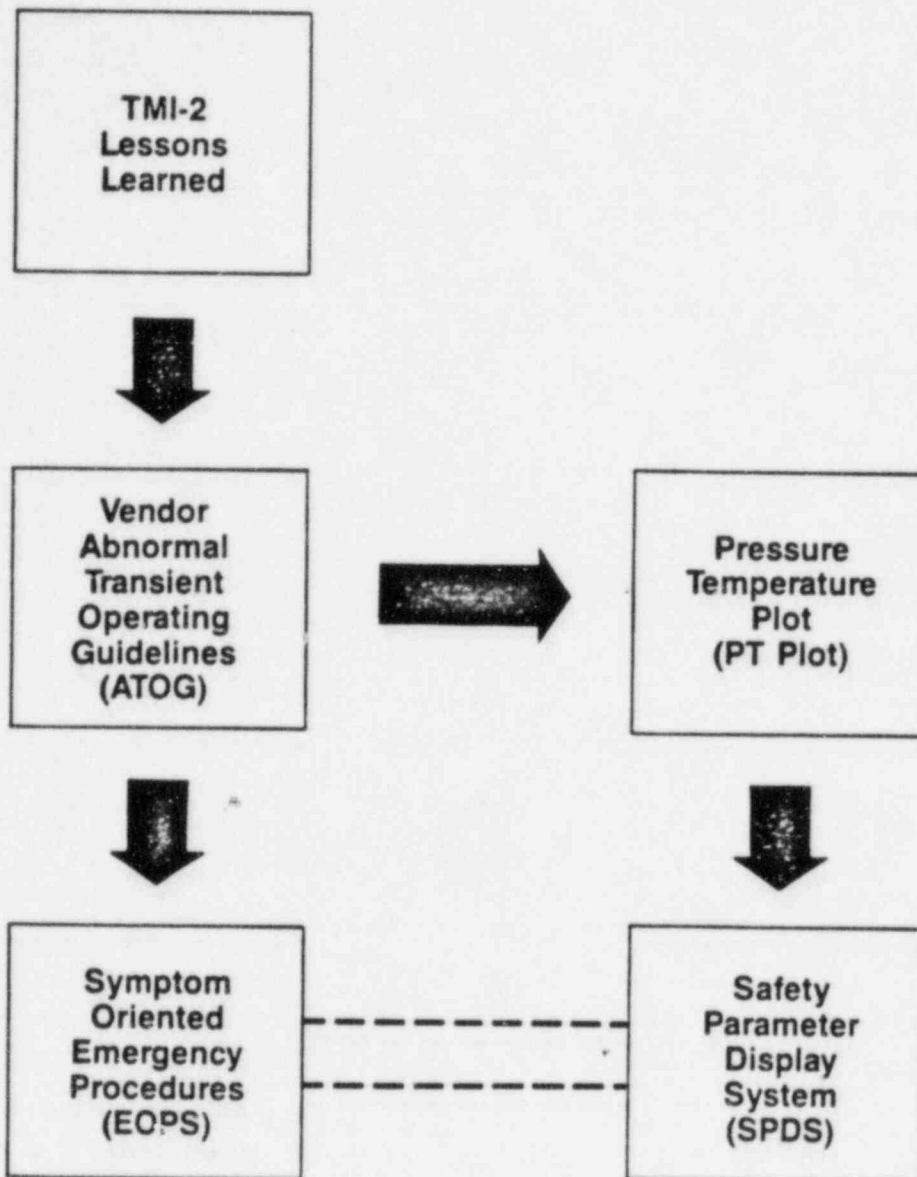 TMI-2
Lessons
Learned
Vendor
Abnormal
Transient
Operating
Guidelines
(ATOG)
Pressure
Temperature
Plot
(PT Plot)
Symptom
Oriented
Emergency
Procedures
(EOPS)
Safety
Parameter
Display
System
(SPDS)